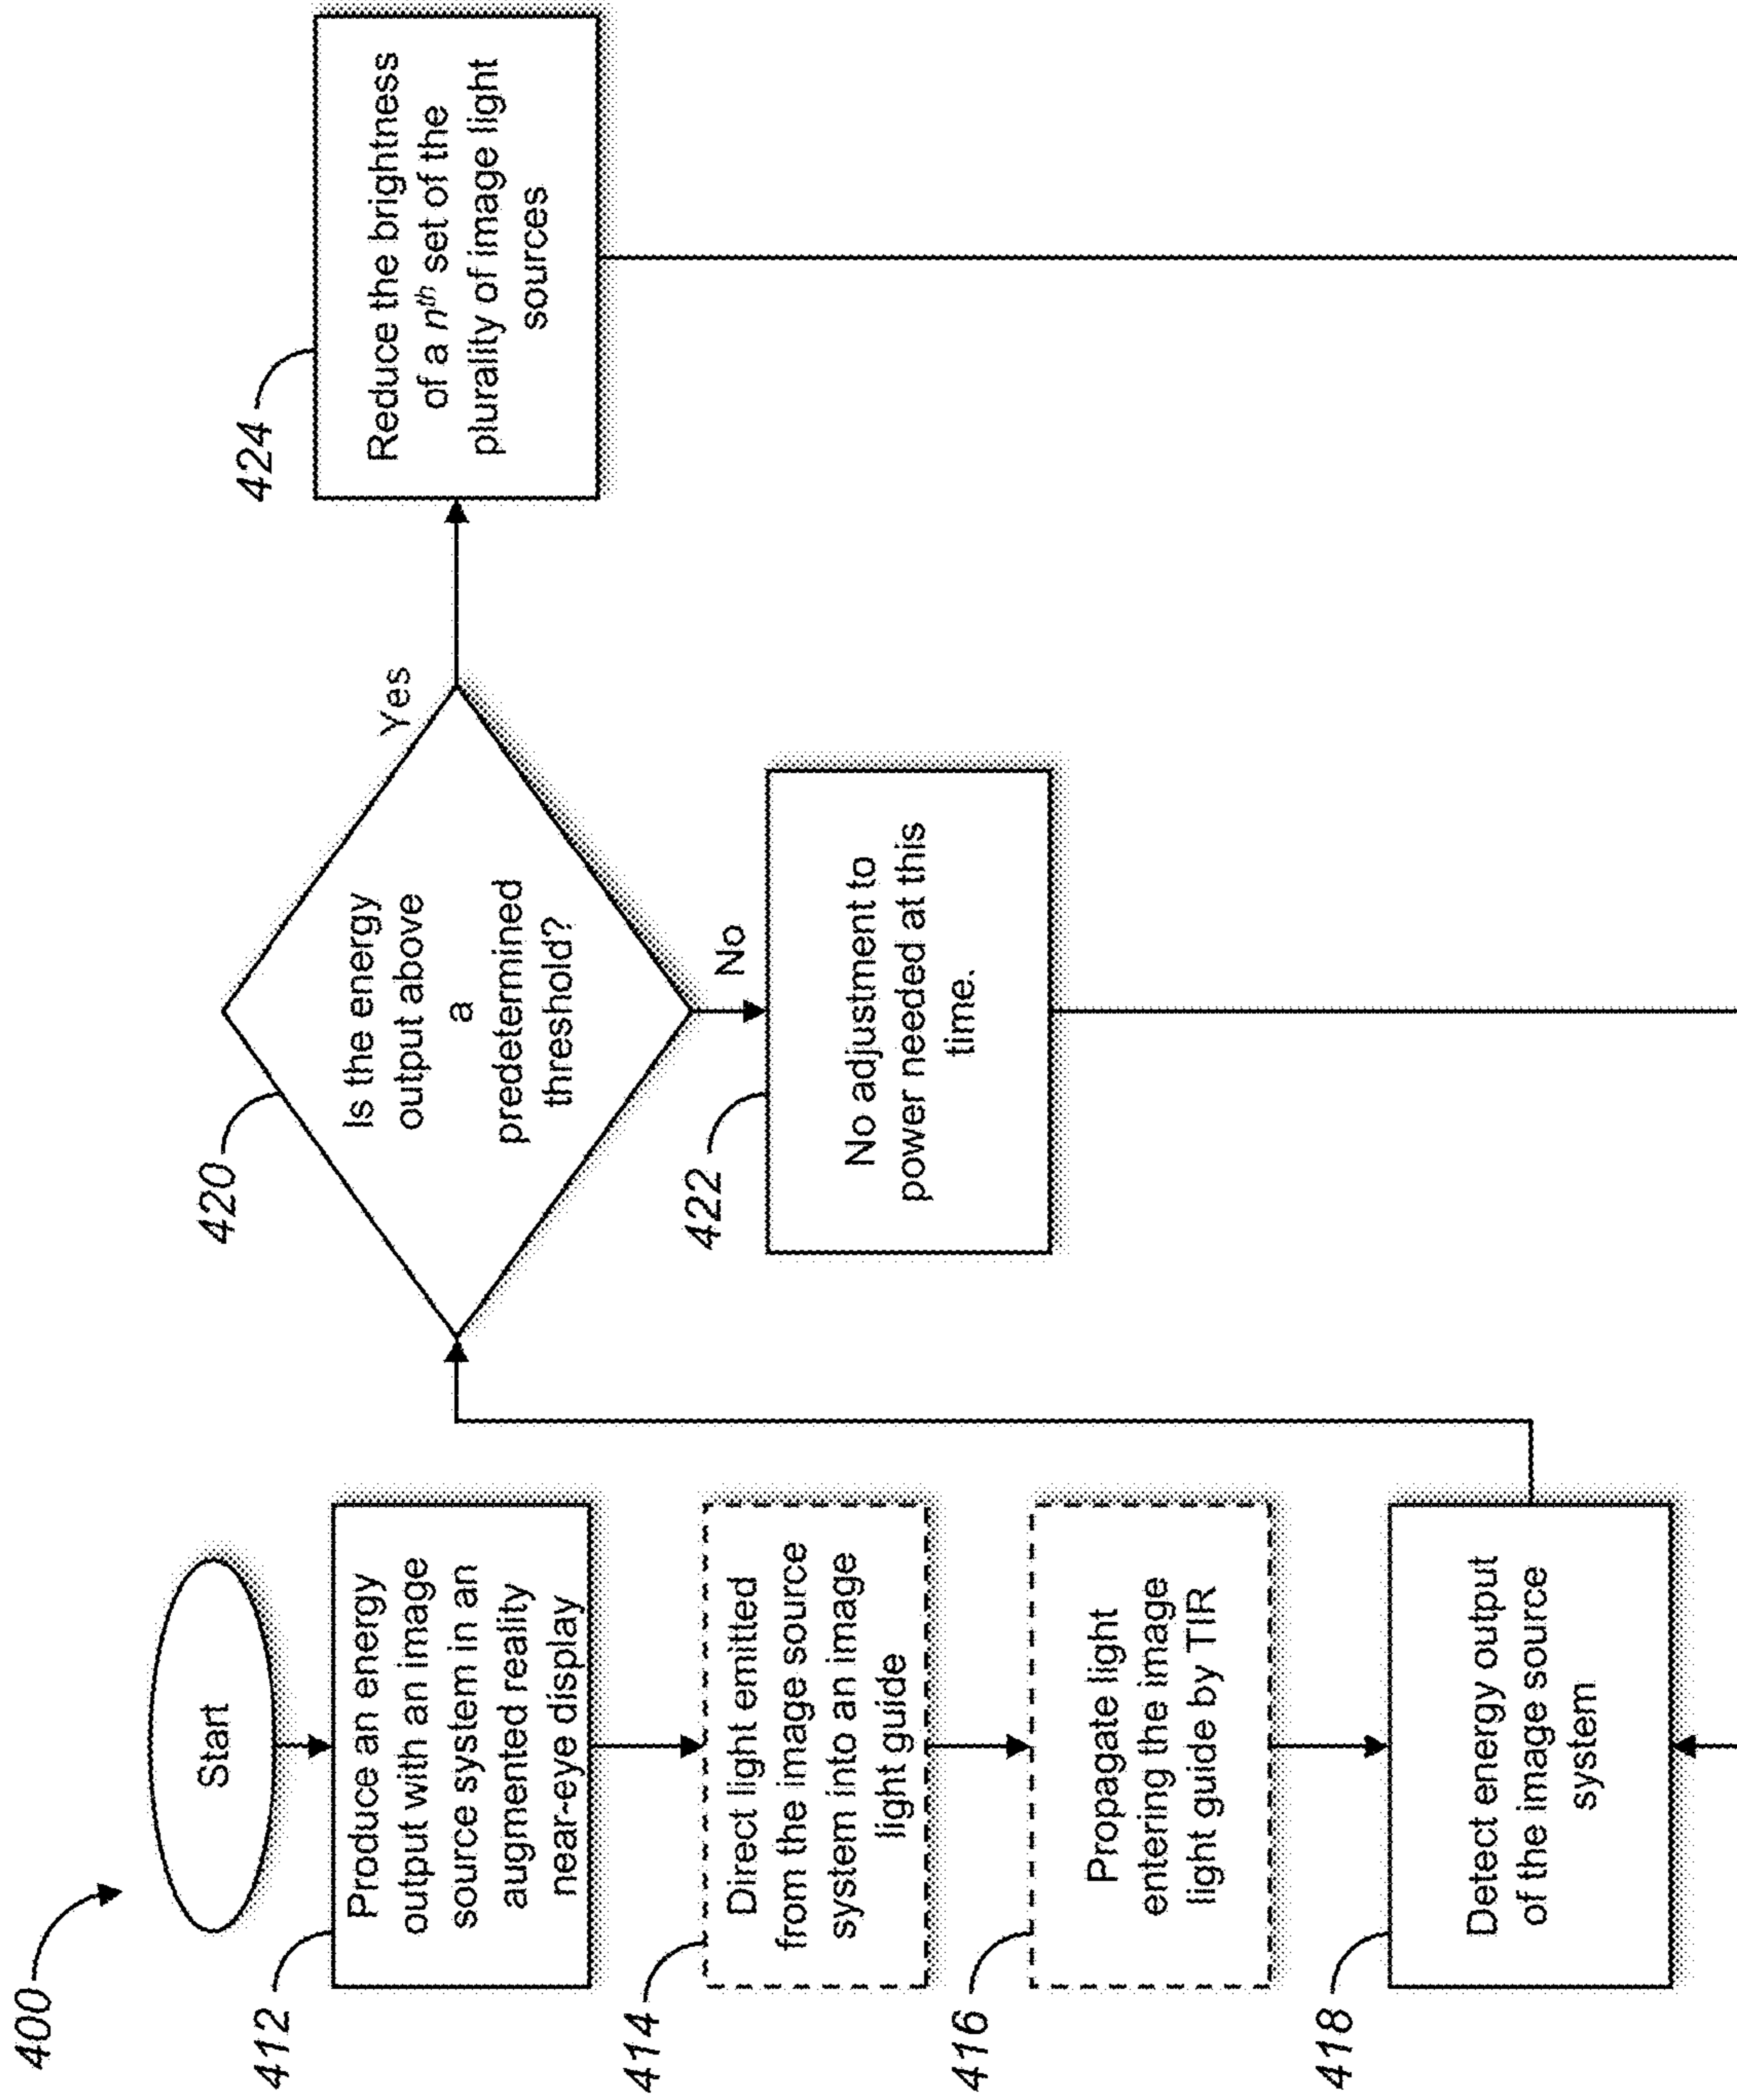 400
Start
412
Produce an energy
output with an image
source system in an
augmented reality
near-eye display
414
Direct light emitted
from the image source
system into an image
light guide
416
Propagate light
entering the image
light guide by TIR
418
Detect energy output
of the image source
system
420
Is the energy
output above
a
predetermined
threshold?
Yes
No
422
No adjustment to
power needed at this
time.
424
Reduce the brightness
of a nth set of the
plurality of image light
sources